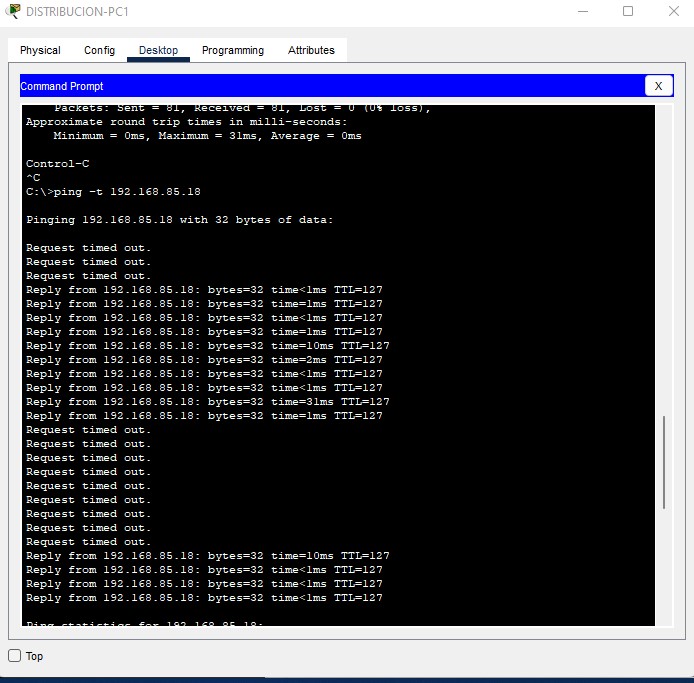 DISTRIBUCION-PC1
Physical Config Desktop Programming Attributes
Command Prompt X
Packets: Sent = 81, Received = 81, Lost = 0 (0% loss),
Approximate round trip times in milli-seconds:
Minimum = 0ms, Maximum = 31ms, Average = 0ms
Control-C
^C
C:\>ping -t 192.168.85.18
Pinging 192.168.85.18 with 32 bytes of data:
Request timed out.
Request timed out.
Request timed out.
Reply from 192.168.85.18: bytes=32 time<1ms TTL=127
Reply from 192.168.85.18: bytes=32 time=1ms TTL=127
Reply from 192.168.85.18: bytes=32 time<1ms TTL=127
Reply from 192.168.85.18: bytes=32 time=1ms TTL=127
Reply from 192.168.85.18: bytes=32 time=10ms TTL=127
Reply from 192.168.85.18: bytes=32 time=2ms TTL=127
Reply from 192.168.85.18: bytes=32 time<1ms TTL=127
Reply from 192.168.85.18: bytes=32 time<1ms TTL=127
Reply from 192.168.85.18: bytes=32 time=31ms TTL=127
Reply from 192.168.85.18: bytes=32 time=1ms TTL=127
Request timed out.
Request timed out.
Request timed out.
Request timed out.
Request timed out.
Request timed out.
Request timed out.
Request timed out.
Request timed out.
Reply from 192.168.85.18: bytes=32 time=10ms TTL=127
Reply from 192.168.85.18: bytes=32 time<1ms TTL=127
Reply from 192.168.85.18: bytes=32 time<1ms TTL=127
Reply from 192.168.85.18: bytes=32 time<1ms TTL=127
Ping statistics for 192.168.85.18:
Top